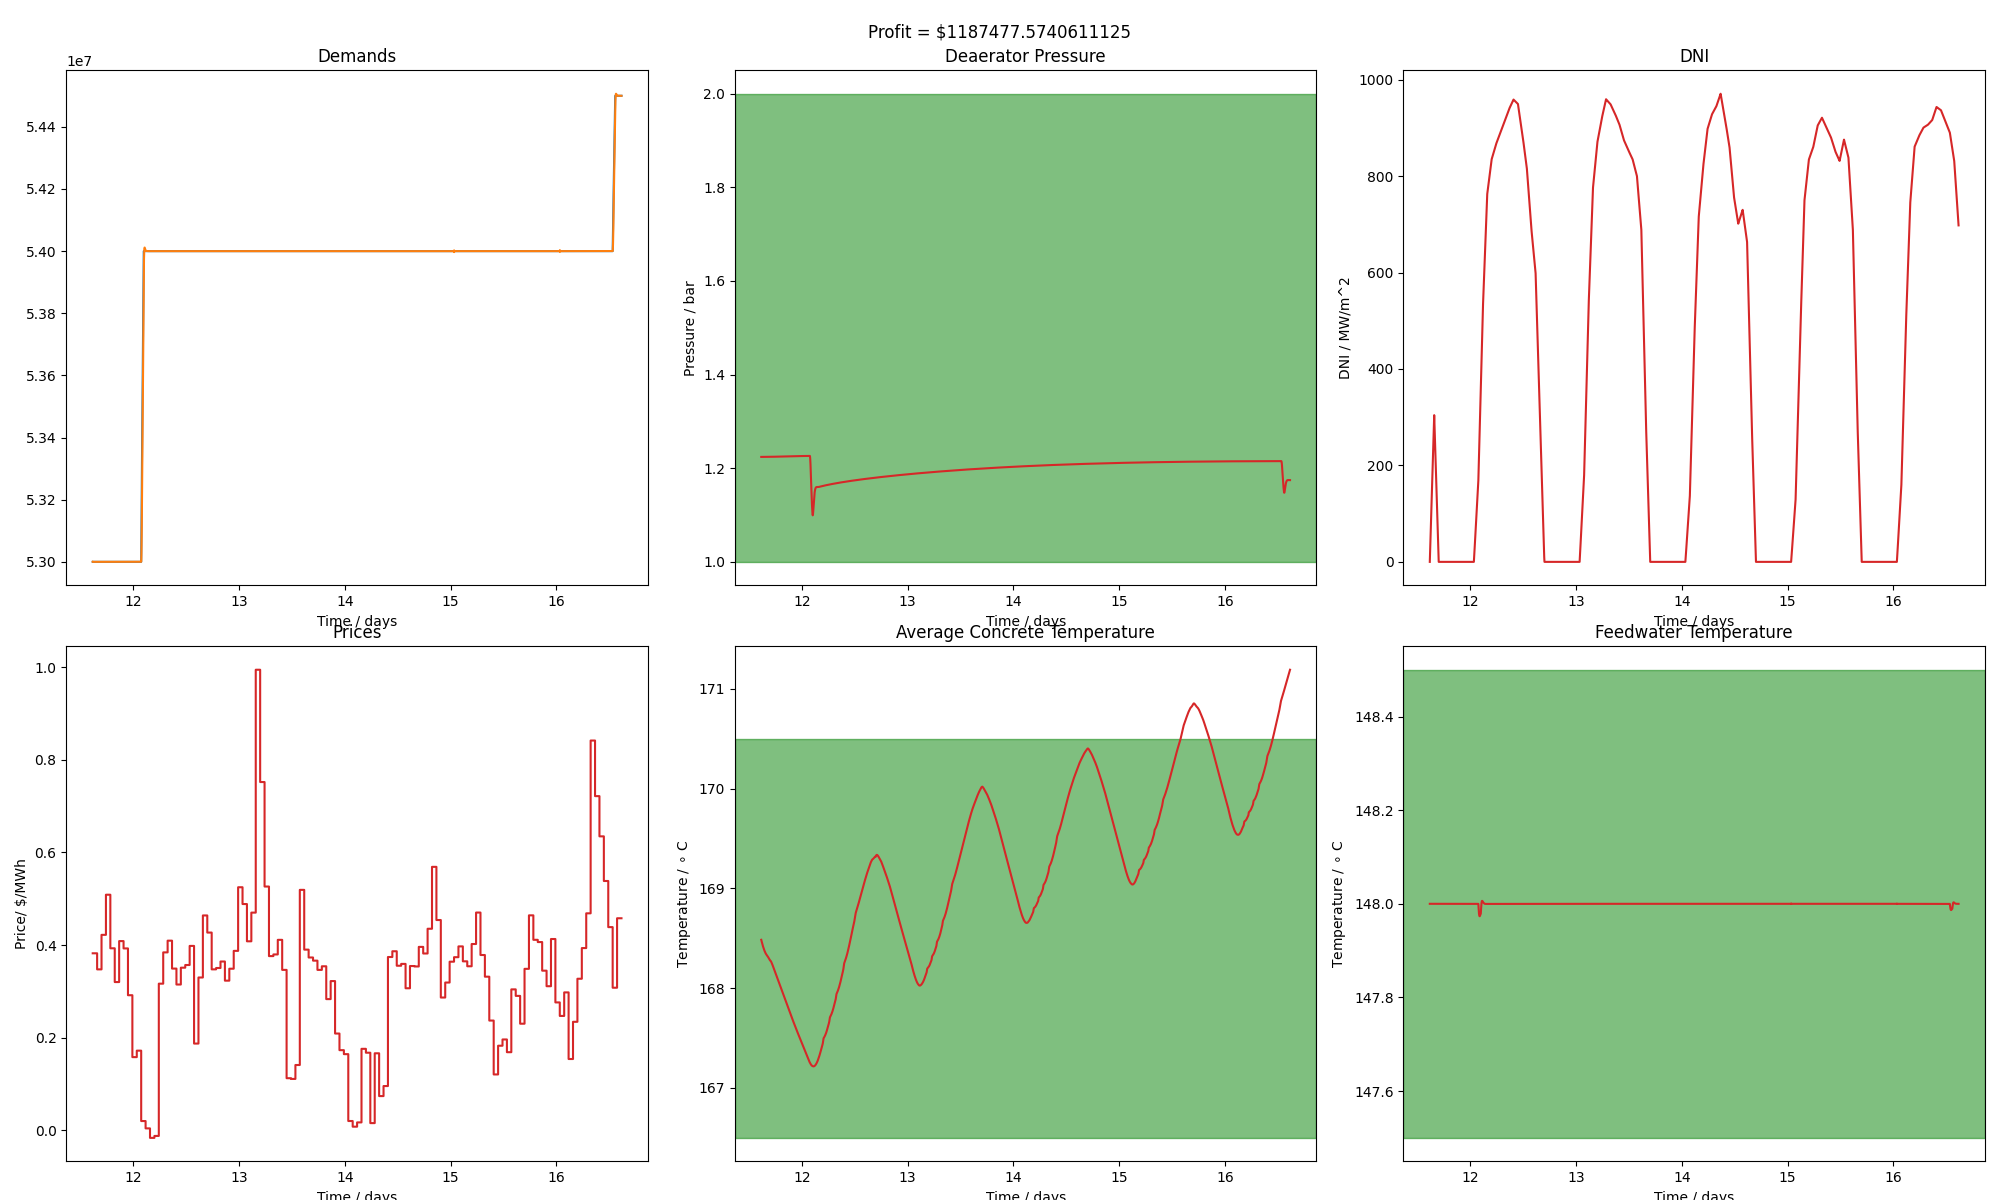 Profit = $1187477.5740611125
Demands
1e7
5.44
5.42
5.40
5.38
5.36
5.34
5.32
5.30
12 13 14 15 16
Time / days
Deaerator Pressure
Pressure / bar
2.0
1.8
1.6
1.4
1.2
1.0
12 13 14 15 16
Time / days
DNI
DNI / MW/m^2
1000
800
600
400
200
0
12 13 14 15 16
Time / days
Prices
Price/ $/MWh
1.0
0.8
0.6
0.4
0.2
0.0
12 13 14 15 16
Time / days
Average Concrete Temperature
Temperature / ∘ C
171
170
169
168
167
12 13 14 15 16
Time / days
Feedwater Temperature
Temperature / ∘ C
148.4
148.2
148.0
147.8
147.6
12 13 14 15 16
Time / days